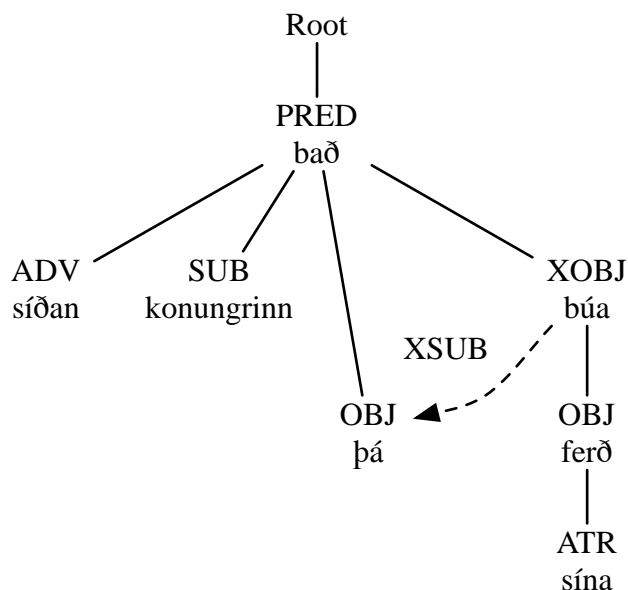 Root
PRED
bað
ADV
síðan
SUB
konungrinn
XOBJ
búa
XSUB
OBJ
þá
OBJ
ferð
ATR
sína